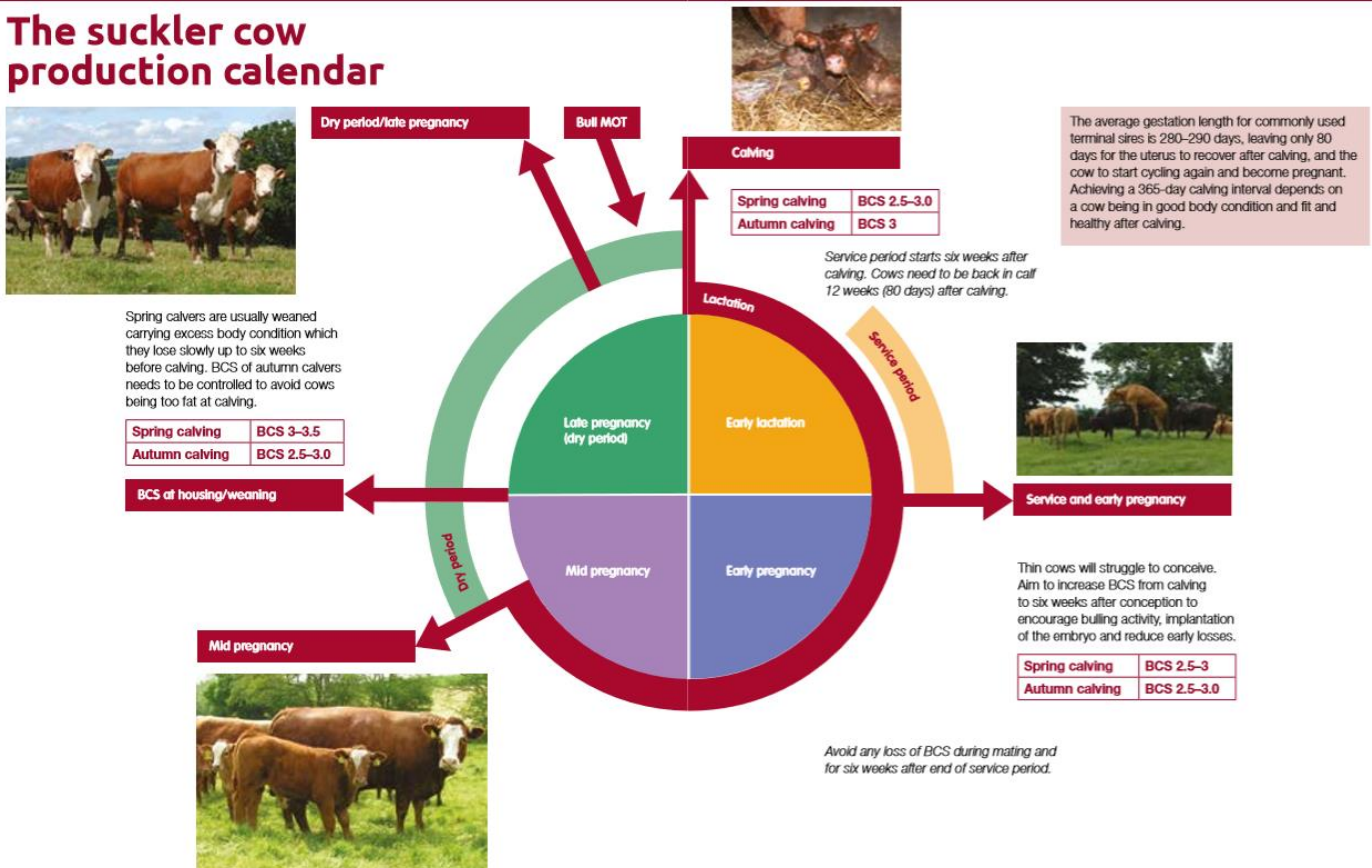 The suckler cow
production calendar
Dry period/late pregnancy
Bull MOT
Calving
Spring calving BCS 2.5–3.0
Autumn calving BCS 3
The average gestation length for commonly used
terminal sires is 280–290 days, leaving only 80
days for the uterus to recover after calving, and the
cow to start cycling again and become pregnant.
Achieving a 365-day calving interval depends on
a cow being in good body condition and fit and
healthy after calving.
Service period starts six weeks after
calving. Cows need to be back in calf
12 weeks (80 days) after calving.
Lactation
Service period
Spring calvers are usually weaned
carrying excess body condition which
they lose slowly up to six weeks
before calving. BCS of autumn calvers
needs to be controlled to avoid cows
being too fat at calving.
Spring calving BCS 3–3.5
Autumn calving BCS 2.5–3.0
BCS at housing/weaning
Late pregnancy
(dry period)
Early lactation
Service and early pregnancy
Dry period
Mid pregnancy
Early pregnancy
Thin cows will struggle to conceive.
Aim to increase BCS from calving
to six weeks after conception to
encourage bulling activity, implantation
of the embryo and reduce early losses.
Spring calving BCS 2.5–3
Autumn calving BCS 2.5–3.0
Mid pregnancy
Avoid any loss of BCS during mating and
for six weeks after end of service period.